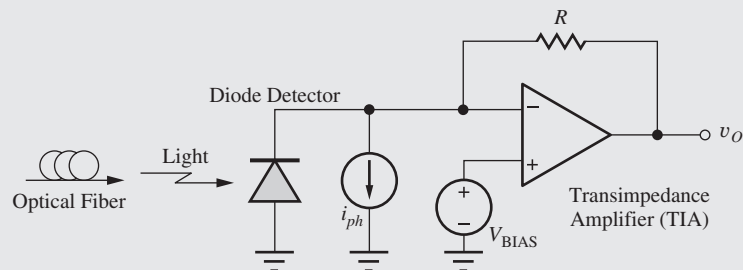 R
Diode Detector
−
v_O
Light
+
+
Optical Fiber
i_ph
−
V_BIAS
Transimpedance
Amplifier (TIA)